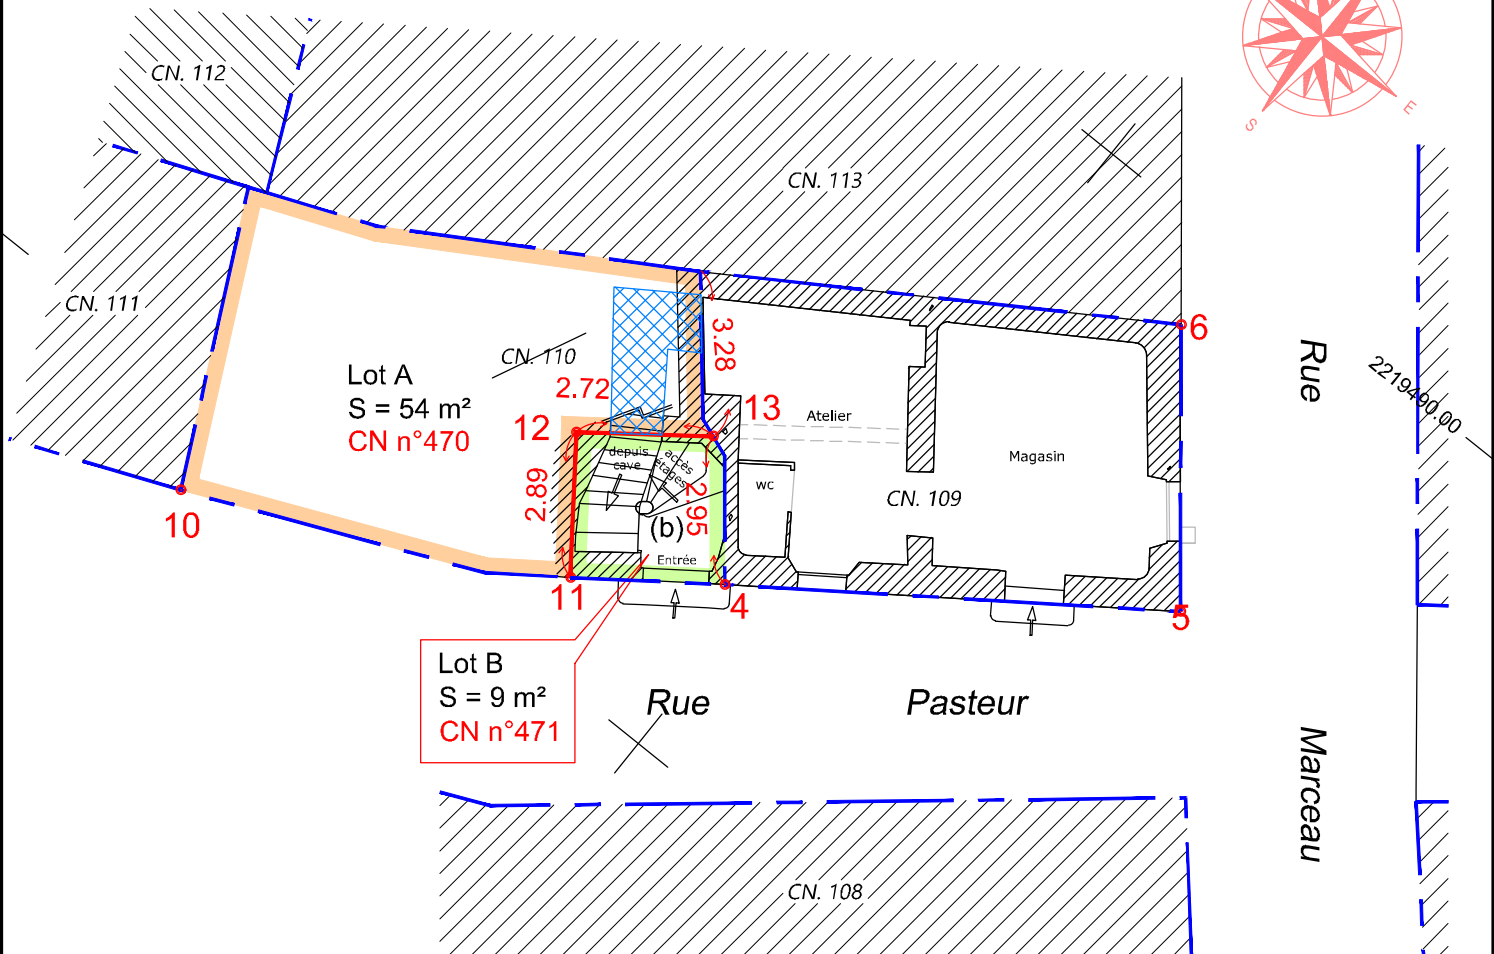 CN. 112
S
E
CN. 113
CN. 111
6
Rue
2219490.00
3.28
CN. 110
Lot A
S = 54 m²
CN n°470
2.72
12
13
Atelier
depuis
cave
accès
étages
Magasin
wc
2.89
2.95
CN. 109
10
(b)
Entrée
11
4
5
Lot B
S = 9 m²
CN n°471
Rue
Pasteur
Marceau
CN. 108